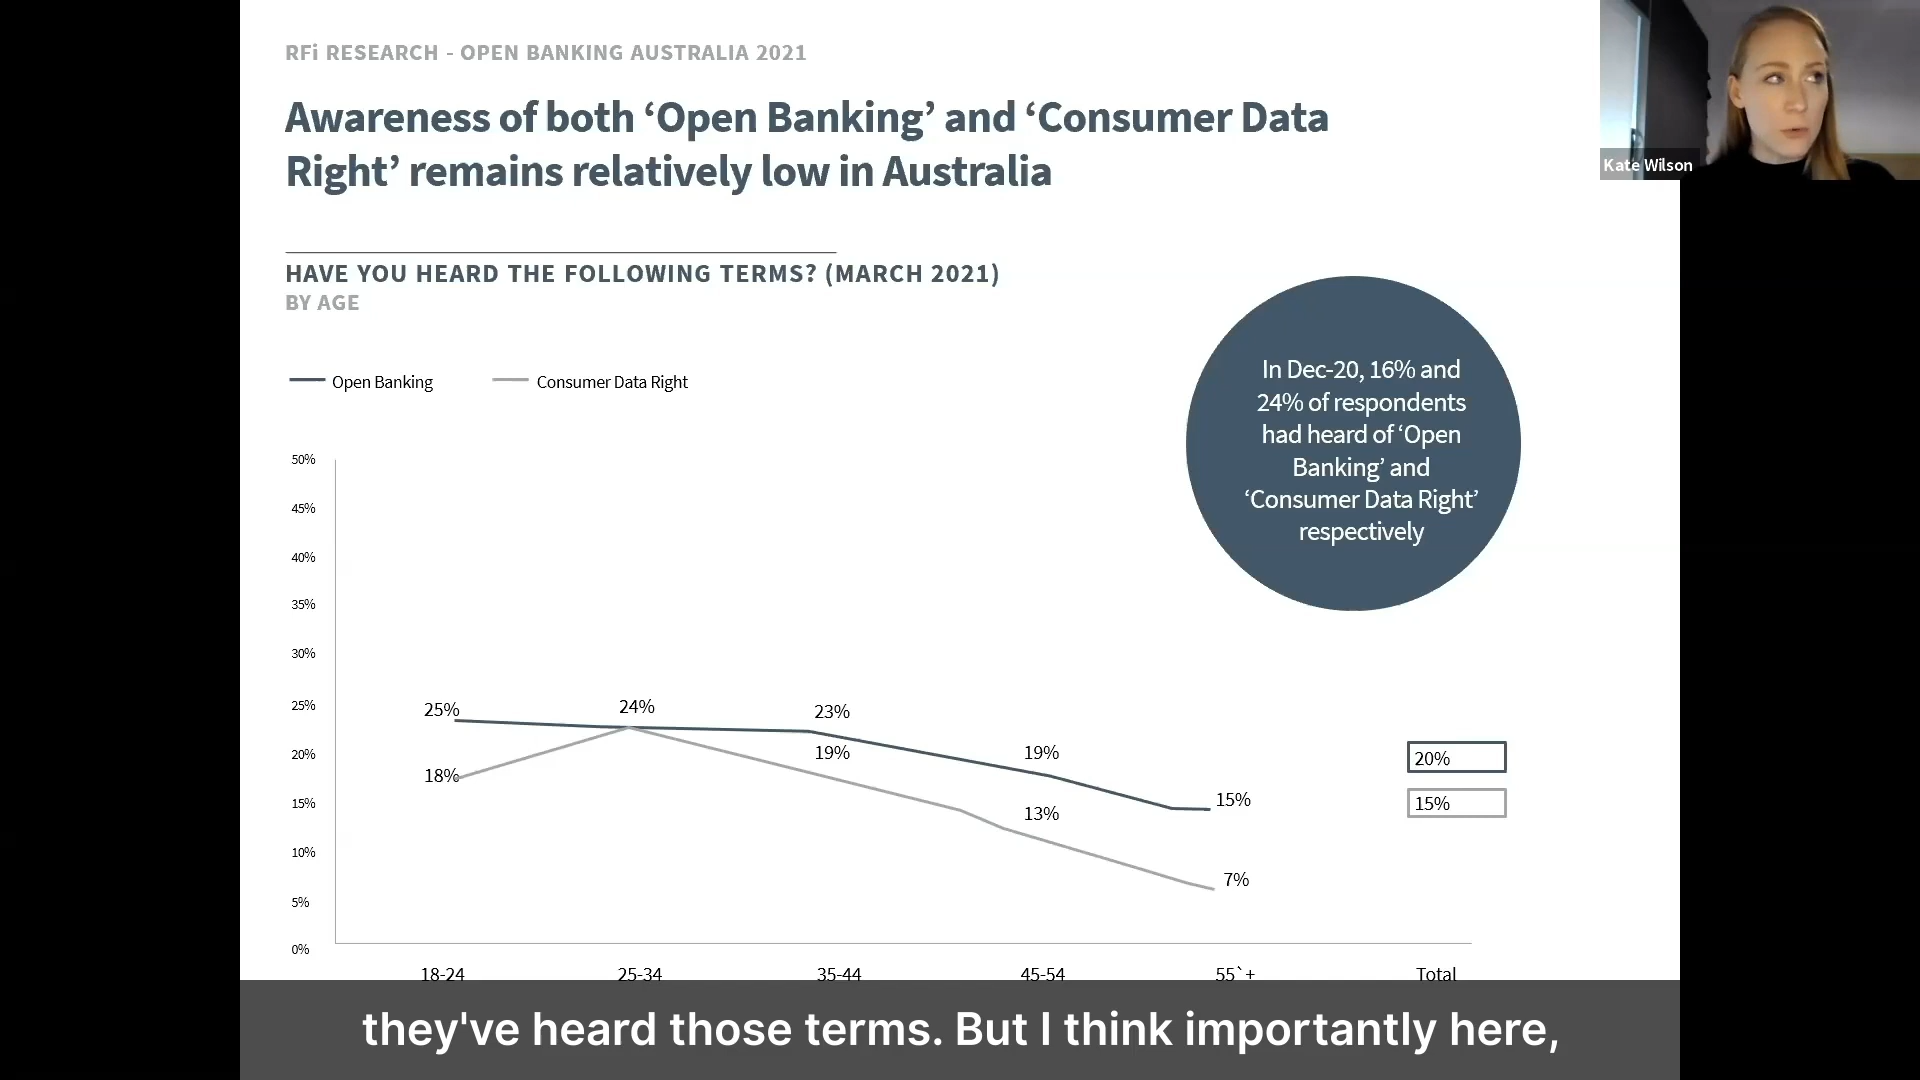 RFi RESEARCH - OPEN BANKING AUSTRALIA 2021
Kate Wilson
Awareness of both ‘Open Banking’ and ‘Consumer Data
Right’ remains relatively low in Australia
HAVE YOU HEARD THE FOLLOWING TERMS? (MARCH 2021)
BY AGE
Open Banking
Consumer Data Right
In Dec-20, 16% and
24% of respondents
had heard of ‘Open
Banking’ and
‘Consumer Data Right’
respectively
50%
45%
40%
35%
30%
25%
20%
15%
10%
5%
0%
25%
24%
23%
19%
15%
18%
19%
13%
7%
20%
15%
18-24
25-34
35-44
45-54
55`+
Total
they've heard those terms. But I think importantly here,